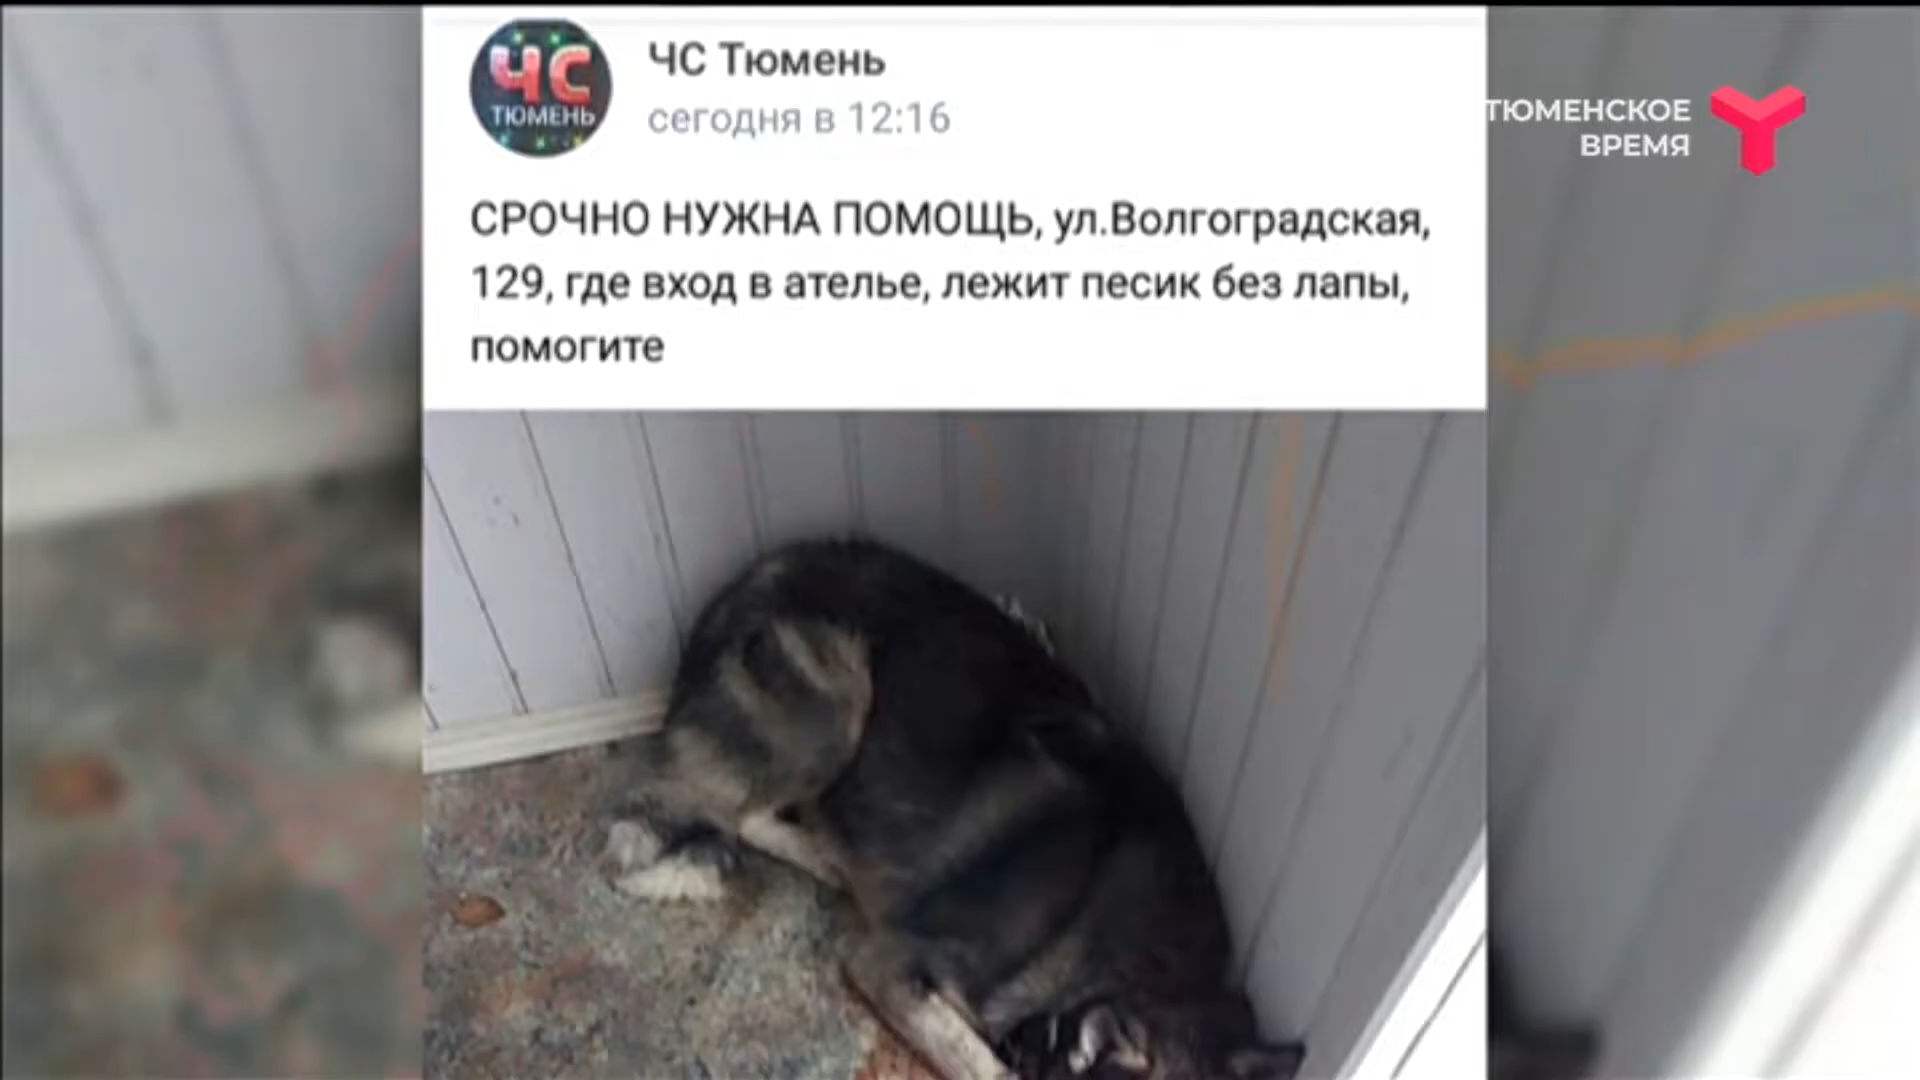 ЧС
ТЮМЕНЬ
ЧС Тюмень
сегодня в 12:16
ТЮМЕНСКОЕ
ВРЕМЯ
СРОЧНО НУЖНА ПОМОЩЬ, ул.Волгоградская,
129, где вход в ателье, лежит песик без лапы,
помогите